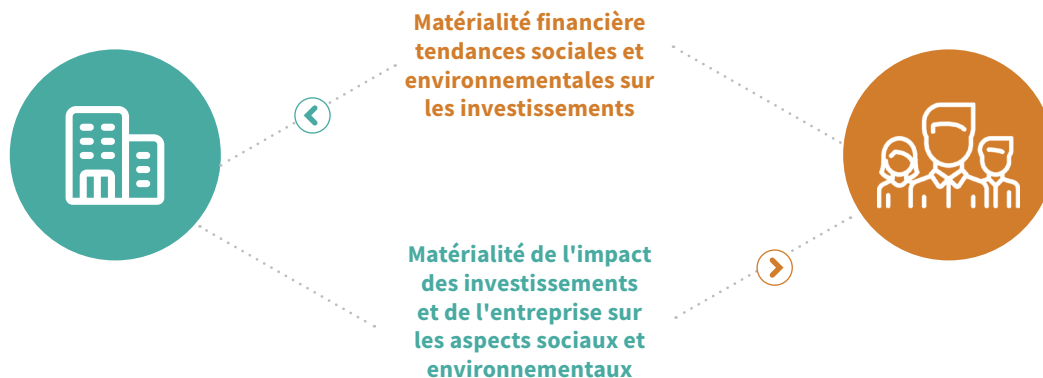 Matérialité financière
tendances sociales et
environnementales sur
les investissements
Matérialité de l'impact
des investissements
et de l'entreprise sur
les aspects sociaux et
environnementaux